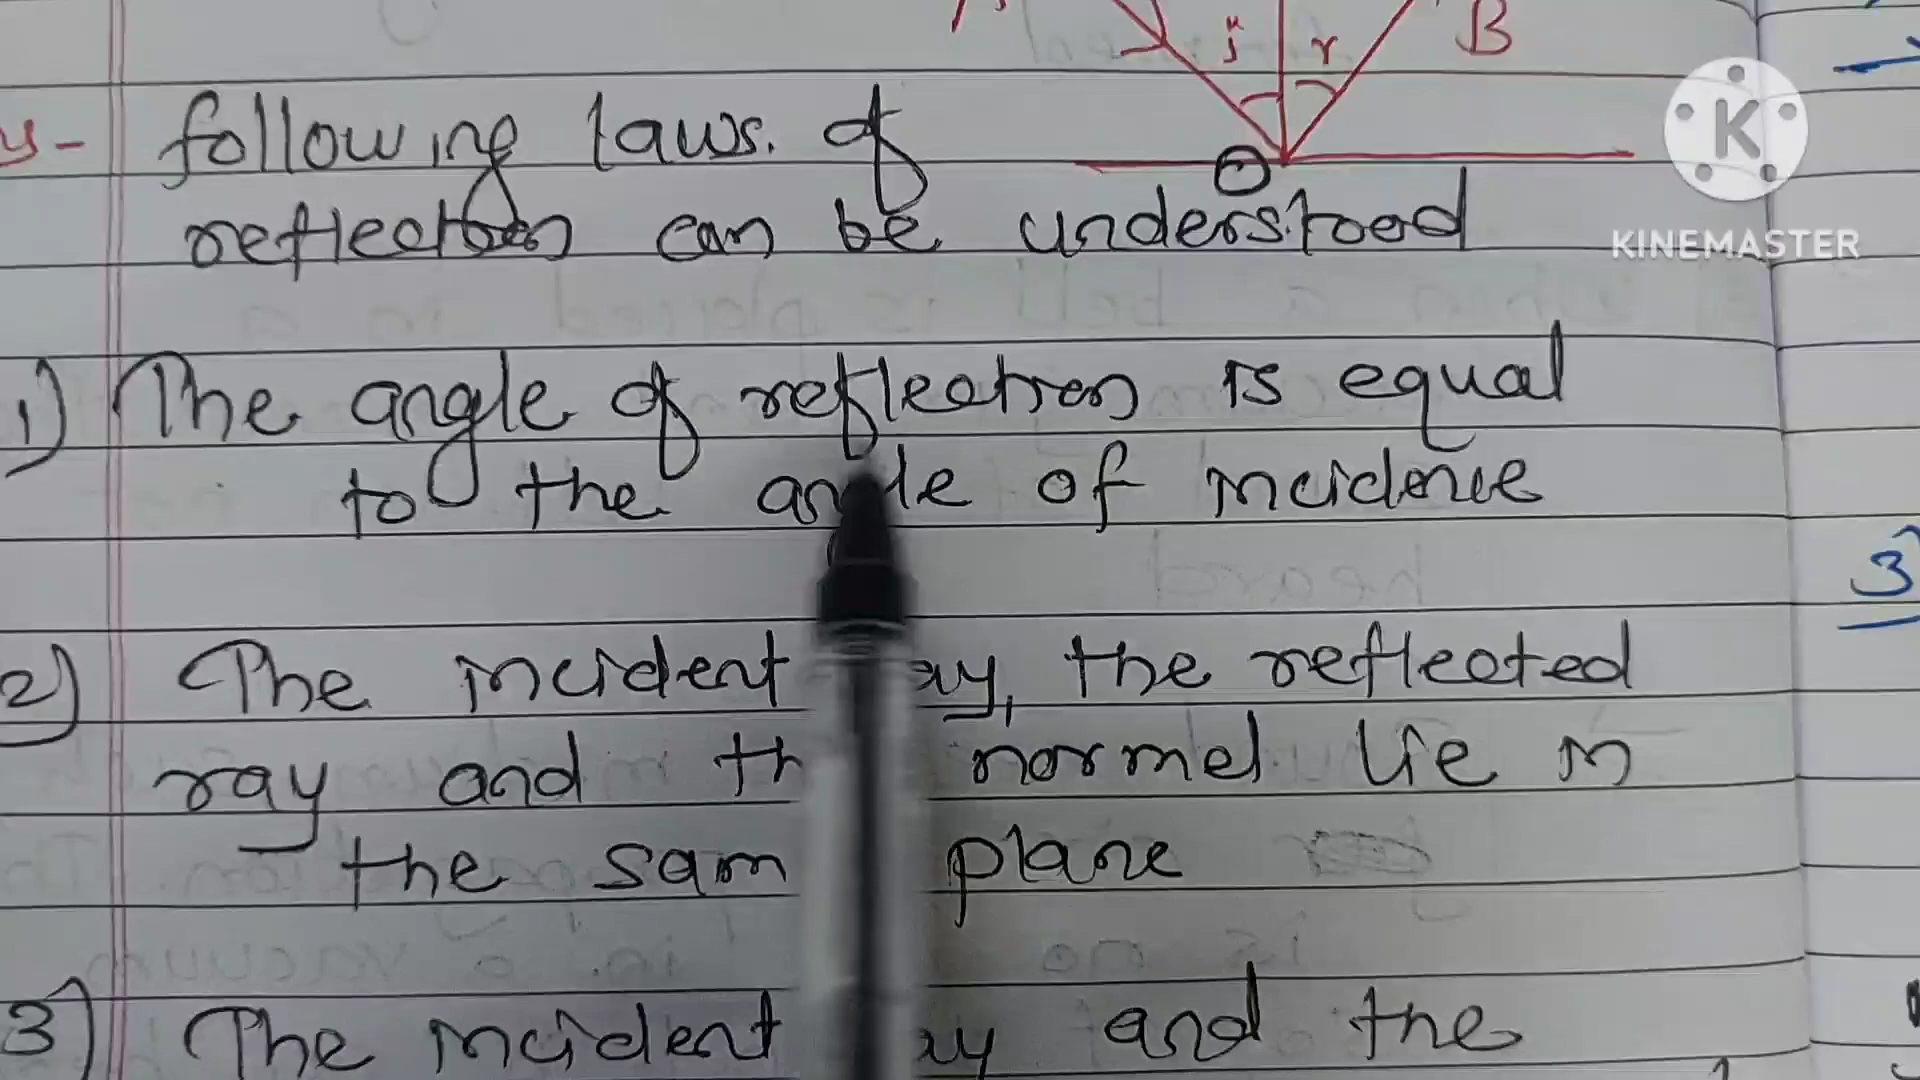 i r B
y- following laws. of
reflection can be understood
K
KINEMASTER
1) The angle of reflection is equal
to the angle of incidence
2) The incident ray, the reflected
ray and the normal lie in
the same plane
3) The incident ray and the
3)